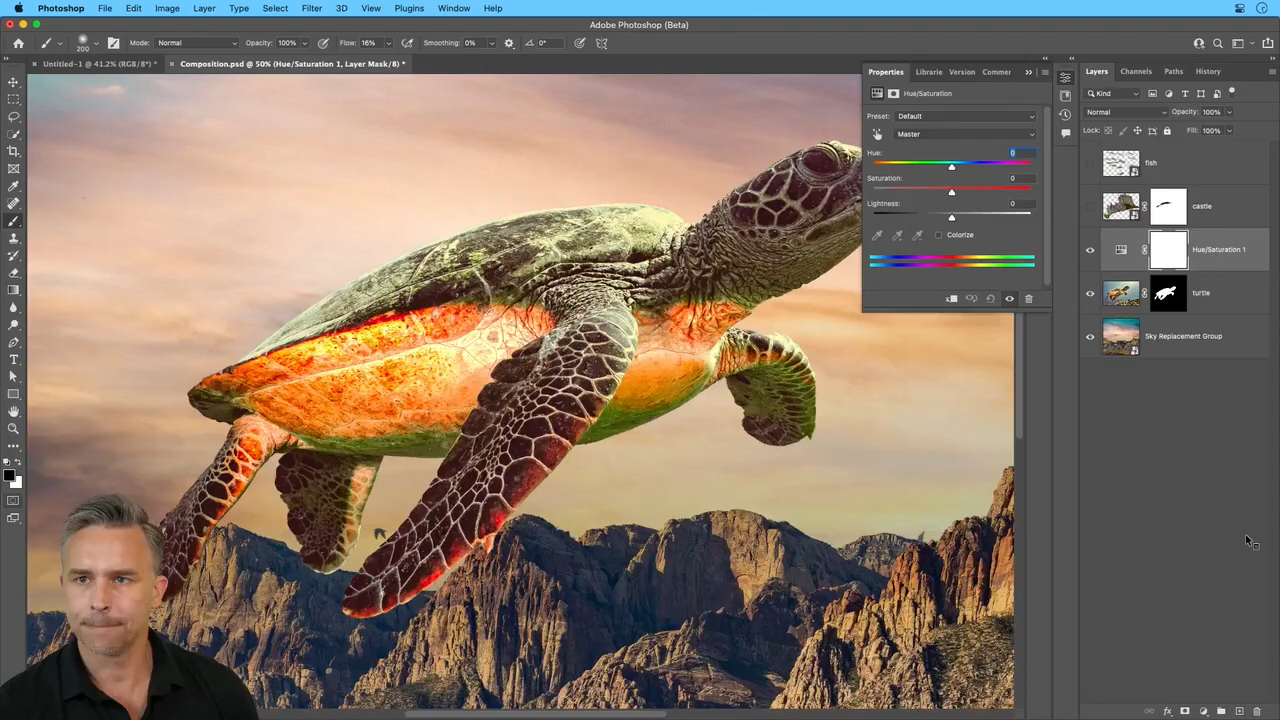 Photoshop File Edit Image Layer Type Select Filter 3D View Plugins Window Help
Adobe Photoshop (Beta)
200 Mode: Normal Opacity: 100% Flow: 16% Smoothing: 0% 0°
Untitled-1 @ 41.2% (RGB/8*) * Composition.psd @ 50% (Hue/Saturation 1, Layer Mask/8) *
Properties Librarie Version Commer
Hue/Saturation
Preset: Default
Master
Hue: 0
Saturation: 0
Lightness: 0
Colorize
Layers Channels Paths History
Kind
Normal Opacity: 100%
Lock: Fill: 100%
fish
castle
Hue/Saturation 1
turtle
Sky Replacement Group